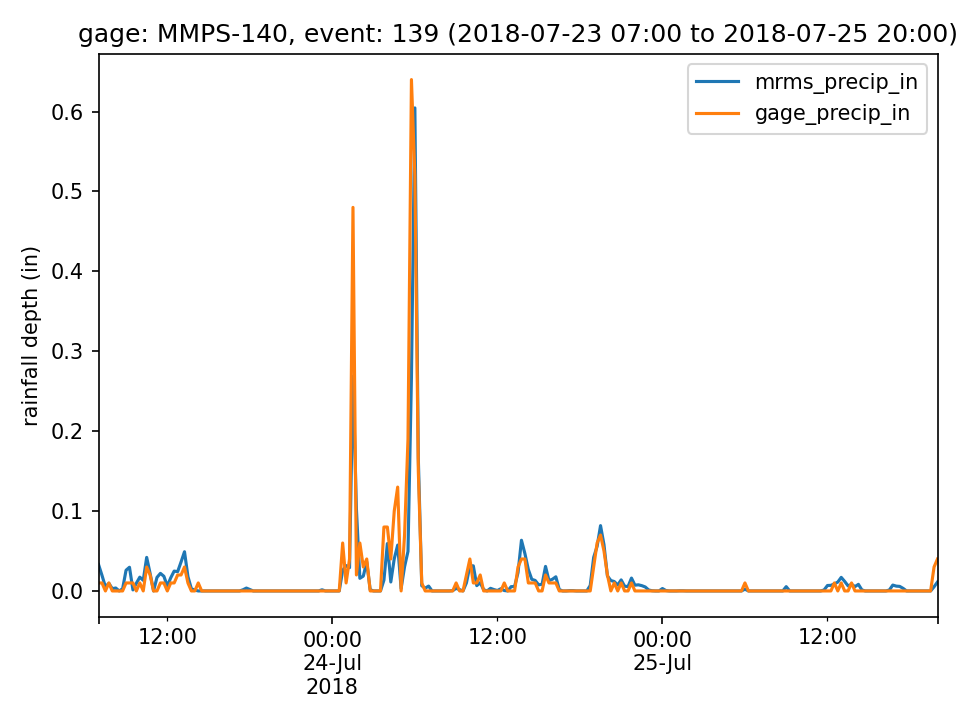 gage: MMPS-140, event: 139 (2018-07-23 07:00 to 2018-07-25 20:00)
mrms_precip_in
gage_precip_in
rainfall depth (in)
0.6
0.5
0.4
0.3
0.2
0.1
0.0
12:00
00:00
24-Jul
2018
12:00
00:00
25-Jul
12:00